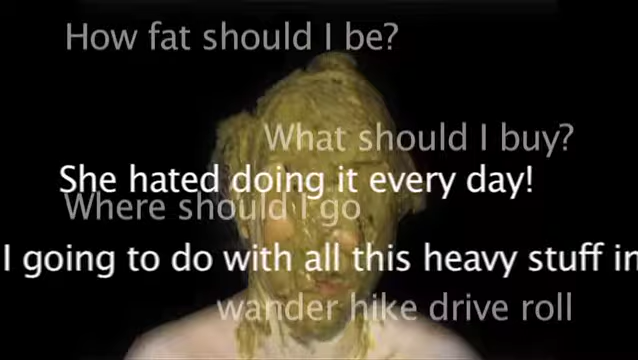 How fat should I be?
What should I buy?
She hated doing it every day!
Where should I go
I going to do with all this heavy stuff in
wander hike drive roll